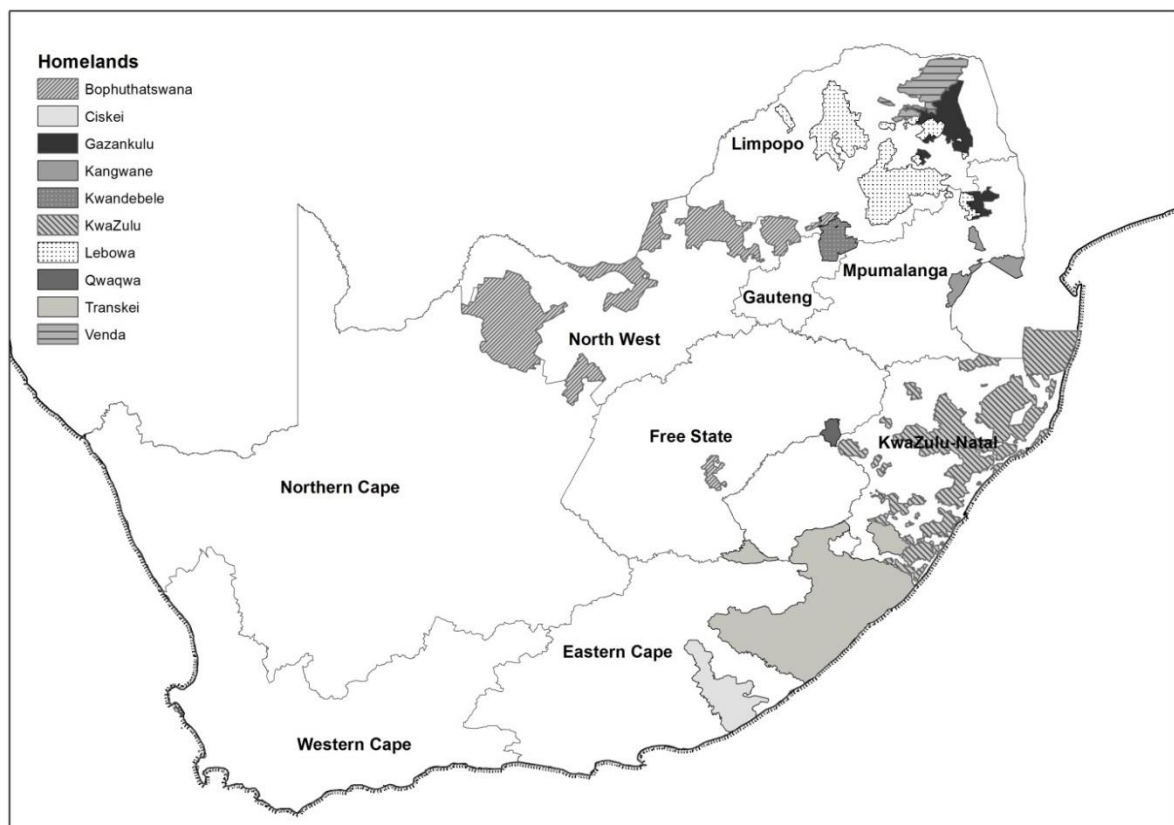 Homelands
Bophuthatswana
Ciskei
Gazankulu
Kangwane
Kwandebele
KwaZulu
Lebowa
Qwaqwa
Transkei
Venda
Limpopo
Mpumalanga
Gauteng
North West
Free State
KwaZulu-Natal
Northern Cape
Eastern Cape
Western Cape